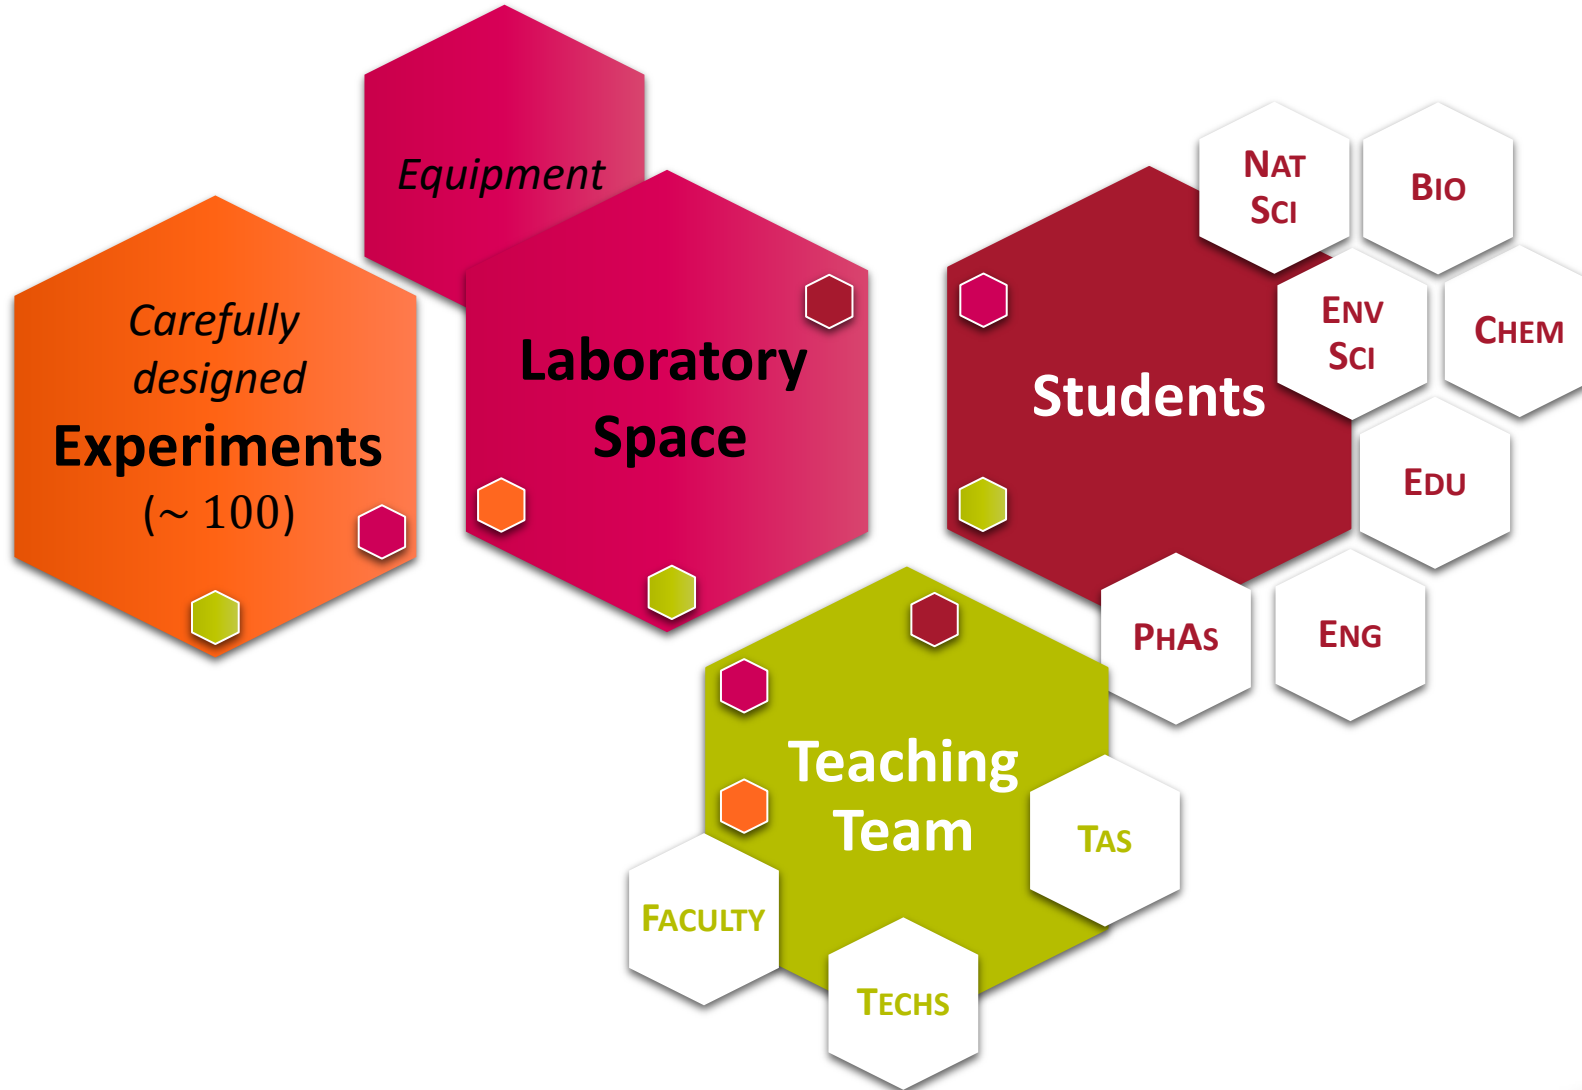 Equipment
Carefully
designed
Experiments
(~ 100)
Laboratory
Space
Students
NAT
SCI
BIO
ENV
SCI
CHEM
EDU
PHAS
ENG
Teaching
Team
TAS
FACULTY
TECHS